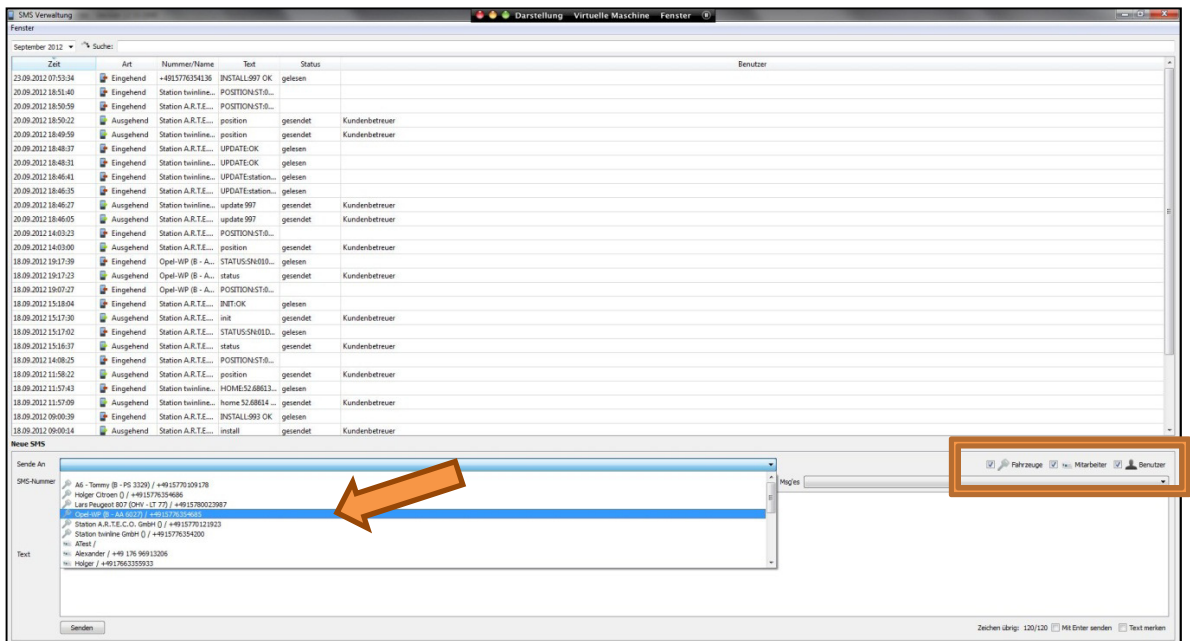 SMS Verwaltung
Darstellung Virtuelle Maschine Fenster
Fenster
September 2012 Suche:
Zeit Art Nummer/Name Text Status Benutzer
23.09.2012 07:53:34 Eingehend +4915776354136 INSTALL:997 OK gelesen
20.09.2012 18:51:40 Eingehend Station twinline... POSITION:ST:0...
20.09.2012 18:50:59 Eingehend Station A.R.T.E.... POSITION:ST:0...
20.09.2012 18:50:22 Ausgehend Station A.R.T.E.... position gesendet Kundenbetreuer
20.09.2012 18:49:59 Ausgehend Station twinline... position gesendet Kundenbetreuer
20.09.2012 18:48:37 Eingehend Station A.R.T.E.... UPDATE:OK gelesen
20.09.2012 18:48:31 Eingehend Station twinline... UPDATE:OK gelesen
20.09.2012 18:46:41 Eingehend Station twinline... UPDATE:station... gelesen
20.09.2012 18:46:35 Eingehend Station A.R.T.E.... UPDATE:station... gelesen
20.09.2012 18:46:27 Ausgehend Station twinline... update 997 gesendet Kundenbetreuer
20.09.2012 18:46:05 Ausgehend Station A.R.T.E.... update 997 gesendet Kundenbetreuer
20.09.2012 14:03:23 Eingehend Station A.R.T.E.... POSITION:ST:0...
20.09.2012 14:03:00 Ausgehend Station A.R.T.E.... position gesendet Kundenbetreuer
18.09.2012 19:17:39 Eingehend Opel-WP (B - A... STATUS:SN:010... gelesen
18.09.2012 19:17:23 Ausgehend Opel-WP (B - A... status gesendet Kundenbetreuer
18.09.2012 19:07:27 Eingehend Opel-WP (B - A... POSITION:ST:0...
18.09.2012 15:18:04 Eingehend Station A.R.T.E.... INIT:OK gelesen
18.09.2012 15:17:30 Ausgehend Station A.R.T.E.... init gesendet Kundenbetreuer
18.09.2012 15:17:02 Eingehend Station A.R.T.E.... STATUS:SN:01D... gelesen
18.09.2012 15:16:37 Ausgehend Station A.R.T.E.... status gesendet Kundenbetreuer
18.09.2012 14:08:25 Eingehend Station A.R.T.E.... POSITION:ST:0...
18.09.2012 11:58:22 Ausgehend Station A.R.T.E.... position gesendet Kundenbetreuer
18.09.2012 11:57:43 Eingehend Station twinline... HOME:52.68613... gelesen
18.09.2012 11:57:09 Ausgehend Station twinline... home 52.68614 ... gesendet Kundenbetreuer
18.09.2012 09:00:39 Eingehend Station A.R.T.E.... INSTALL:993 OK gelesen
18.09.2012 09:00:14 Ausgehend Station A.R.T.E.... install gesendet Kundenbetreuer
Neue SMS
Sende An Fahrzeuge Mitarbeiter Benutzer
SMS-Nummer Msg'es
A6 - Tommy (B - PS 3329) / +4915770109178
Holger Citroen () / +4915776354686
Lars Peugeot 807 (OHV - LT 77) / +4915780023987
Opel-WP (B - AA 6027) / +4915776354685
Station A.R.T.E.C.O. GmbH () / +4915770121923
Station twinline GmbH () / +4915776354200
ATest /
Text Alexander / +49 176 96913206
Holger / +4917663355933
Senden Zeichen übrig: 120/120 Mit Enter senden Text merken